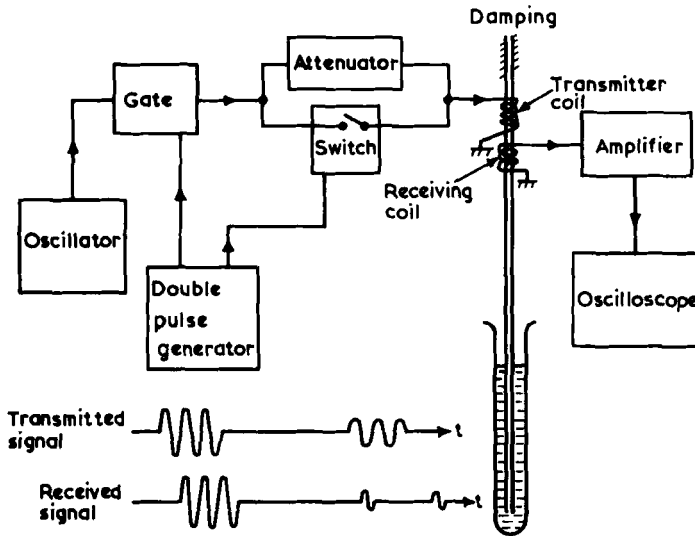 Damping
Attenuator
Transmitter
coil
Gate
Switch
Amplifier
Receiving
coil
Oscillator
Double
pulse
generator
Oscilloscope
Transmitted
signal
t
Received
signal
t